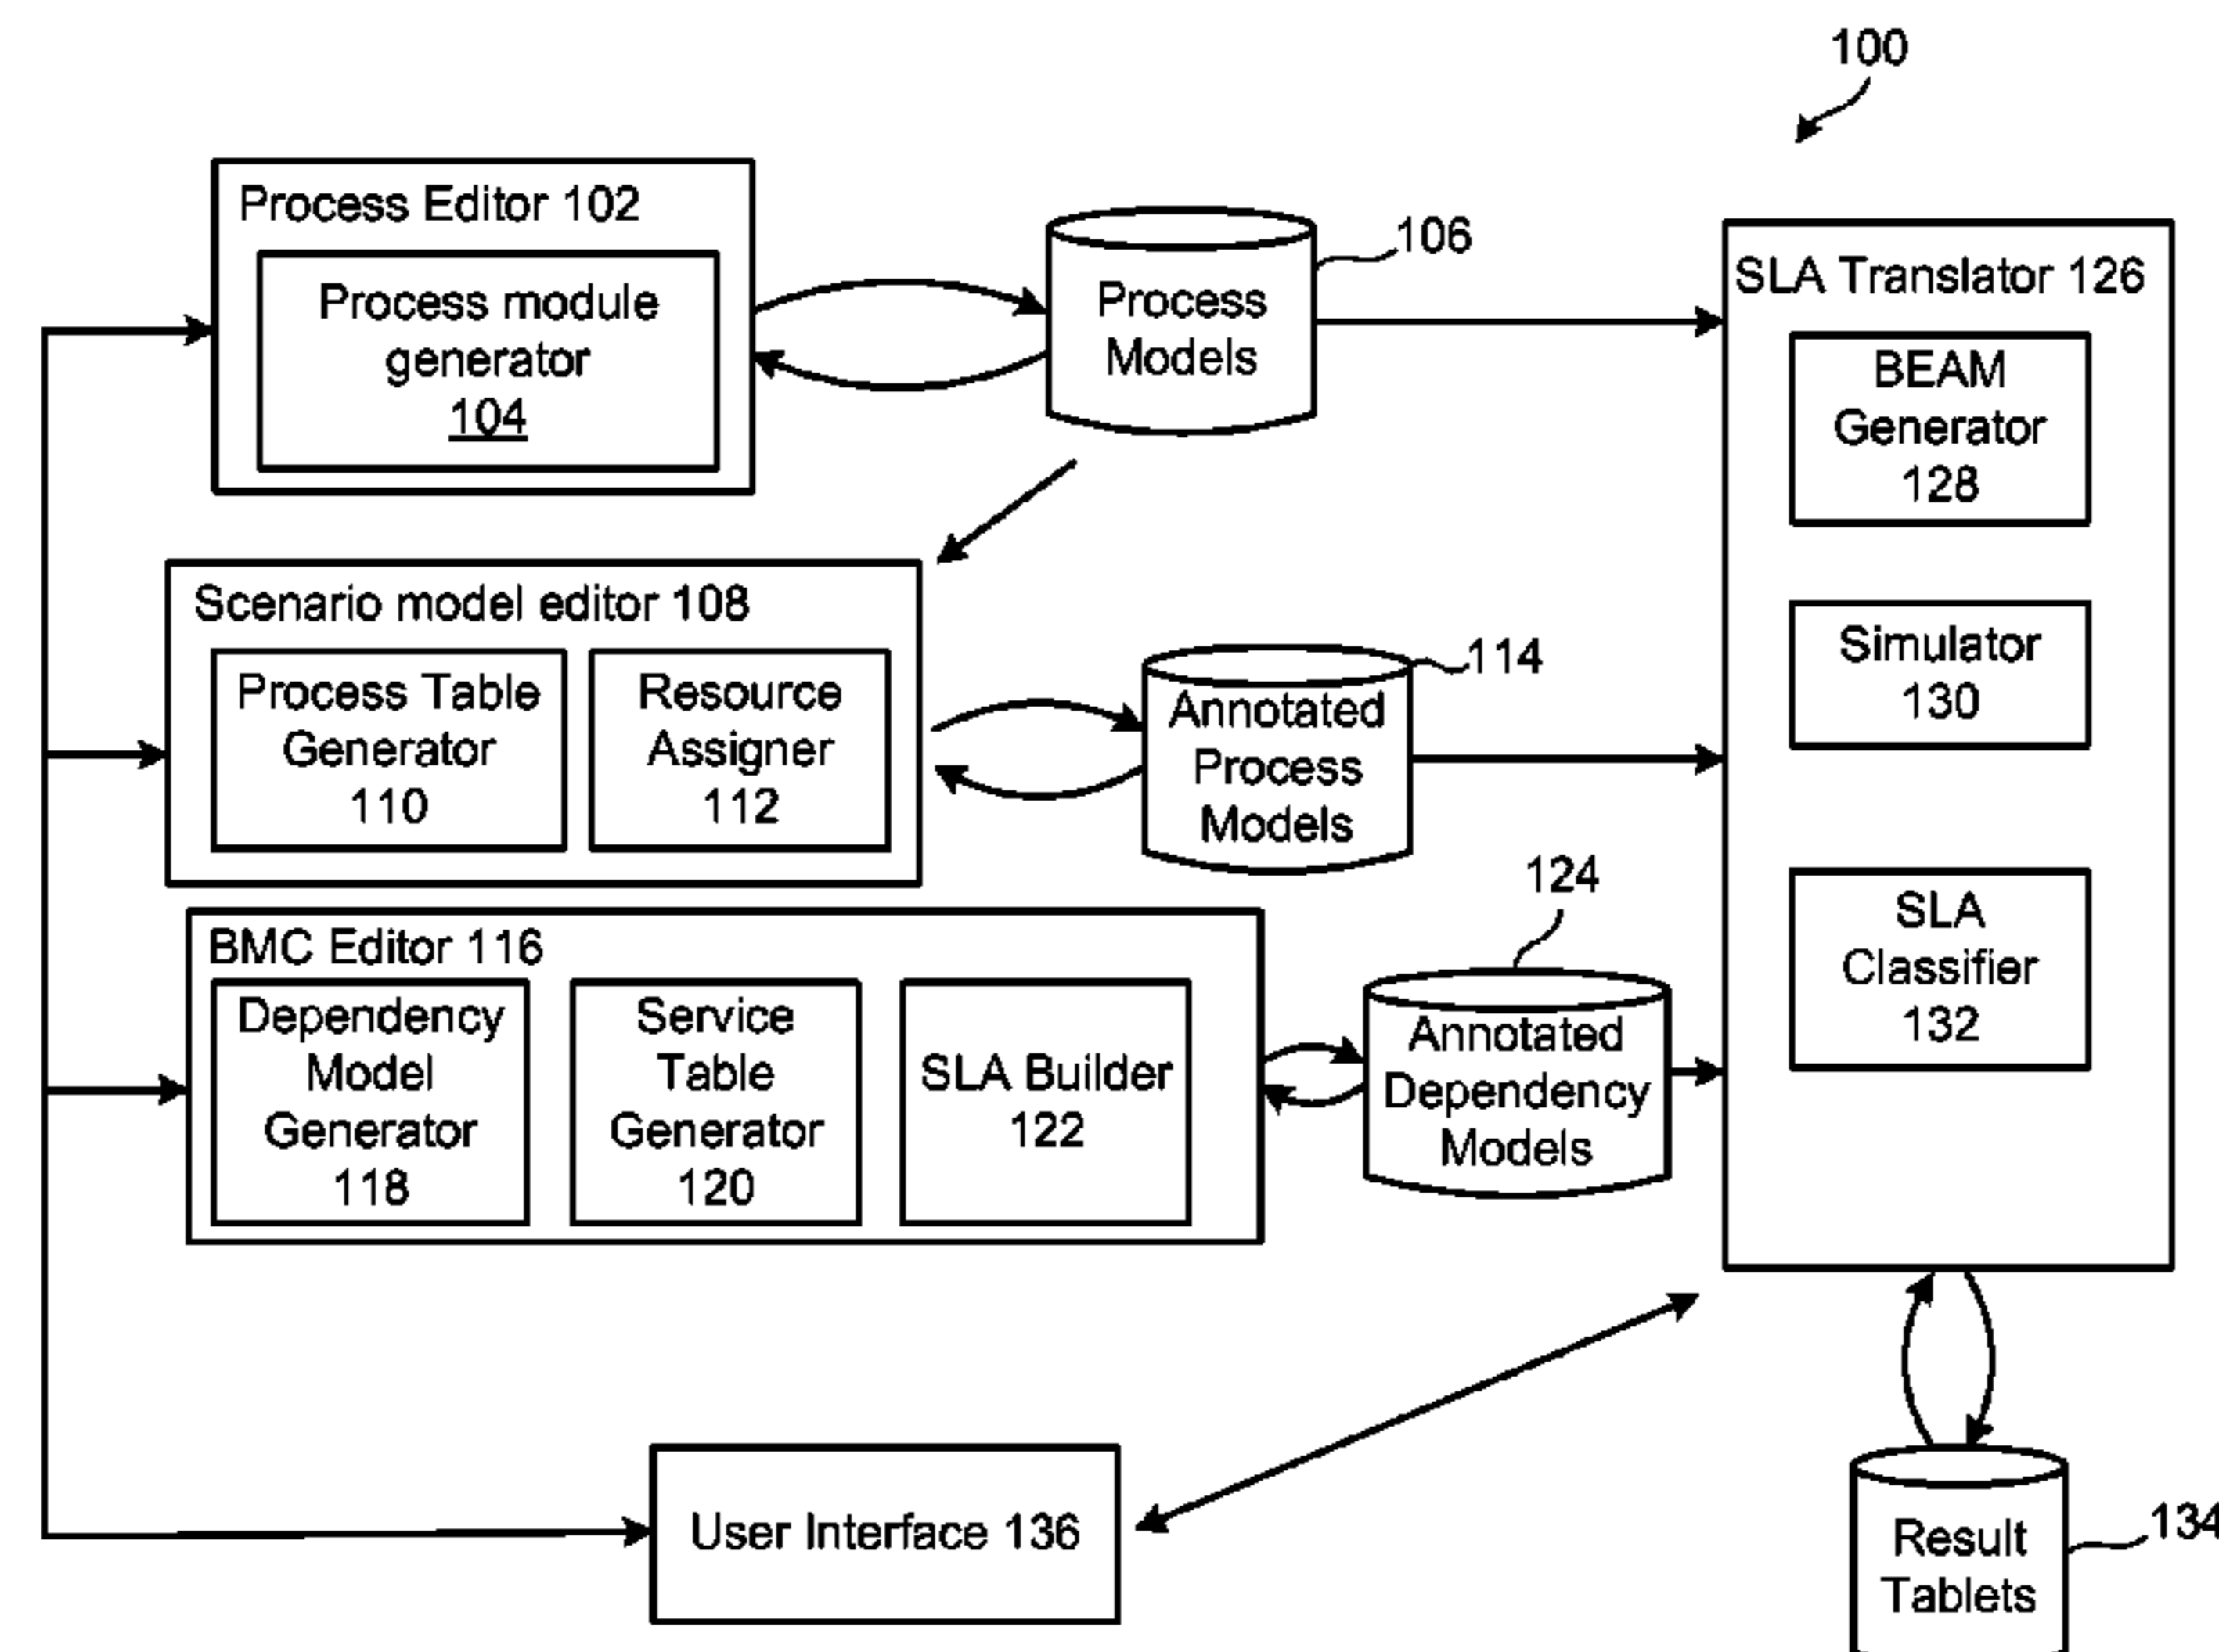 100
Process Editor 102
Process module
generator
104
Process
Models
106
SLA Translator 126
BEAM
Generator
128
Simulator
130
SLA
Classifier
132
Scenario model editor 108
Process Table
Generator
110
Resource
Assigner
112
Annotated
Process
Models
114
BMC Editor 116
Dependency
Model
Generator
118
Service
Table
Generator
120
SLA Builder
122
Annotated
Dependency
Models
124
User Interface 136
Result
Tablets
134